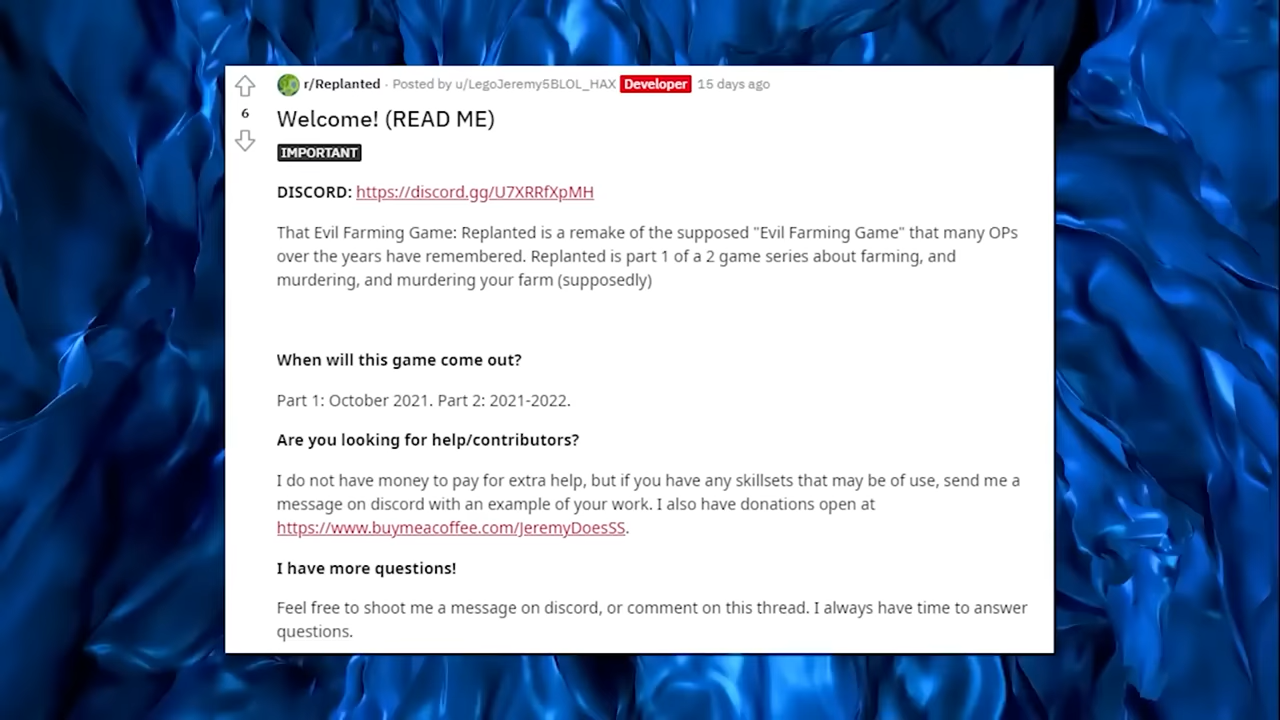 r/Replanted · Posted by u/LegoJeremy5BLOL_HAX Developer 15 days ago
6
Welcome! (READ ME)
IMPORTANT
DISCORD: https://discord.gg/U7XRRfXpMH
That Evil Farming Game: Replanted is a remake of the supposed "Evil Farming Game" that many OPs
over the years have remembered. Replanted is part 1 of a 2 game series about farming, and
murdering, and murdering your farm (supposedly)
When will this game come out?
Part 1: October 2021. Part 2: 2021-2022.
Are you looking for help/contributors?
I do not have money to pay for extra help, but if you have any skillsets that may be of use, send me a
message on discord with an example of your work. I also have donations open at
https://www.buymeacoffee.com/JeremyDoesSS.
I have more questions!
Feel free to shoot me a message on discord, or comment on this thread. I always have time to answer
questions.